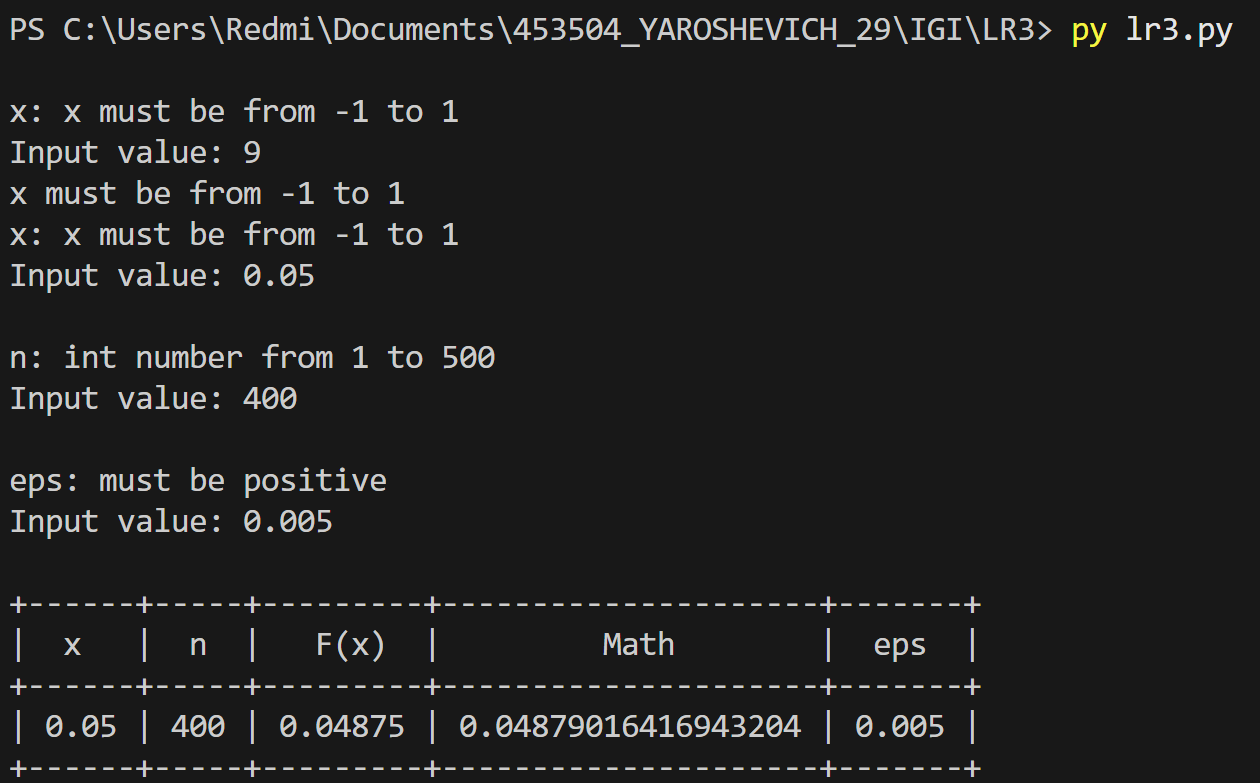 PS C:\Users\Redmi\Documents\453504_YAROSHEVICH_29\IGI\LR3> py lr3.py
x: x must be from -1 to 1
Input value: 9
x must be from -1 to 1
x: x must be from -1 to 1
Input value: 0.05
n: int number from 1 to 500
Input value: 400
eps: must be positive
Input value: 0.005
+------+-----+---------+---------------------+-------+
|  x   |  n  |   F(x)  |         Math        |  eps  |
+------+-----+---------+---------------------+-------+
| 0.05 | 400 | 0.04875 | 0.04879016416943204 | 0.005 |
+------+-----+---------+---------------------+-------+